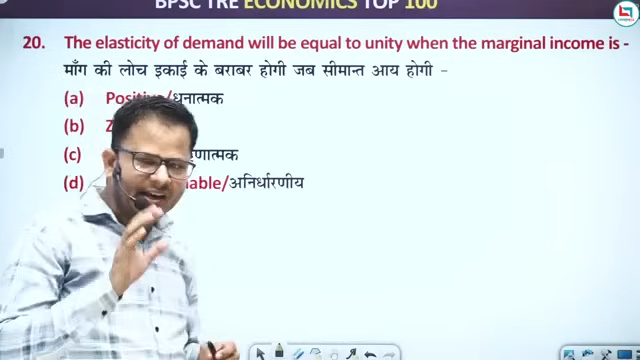 BPSC TRE ECONOMICS TOP 100
20. The elasticity of demand will be equal to unity when the marginal income is -
माँग की लोच इकाई के बराबर होगी जब सीमान्त आय होगी -
(a) Positive/धनात्मक
(b) Z
(c) णात्मक
(d) nable/अनिर्धारणीय